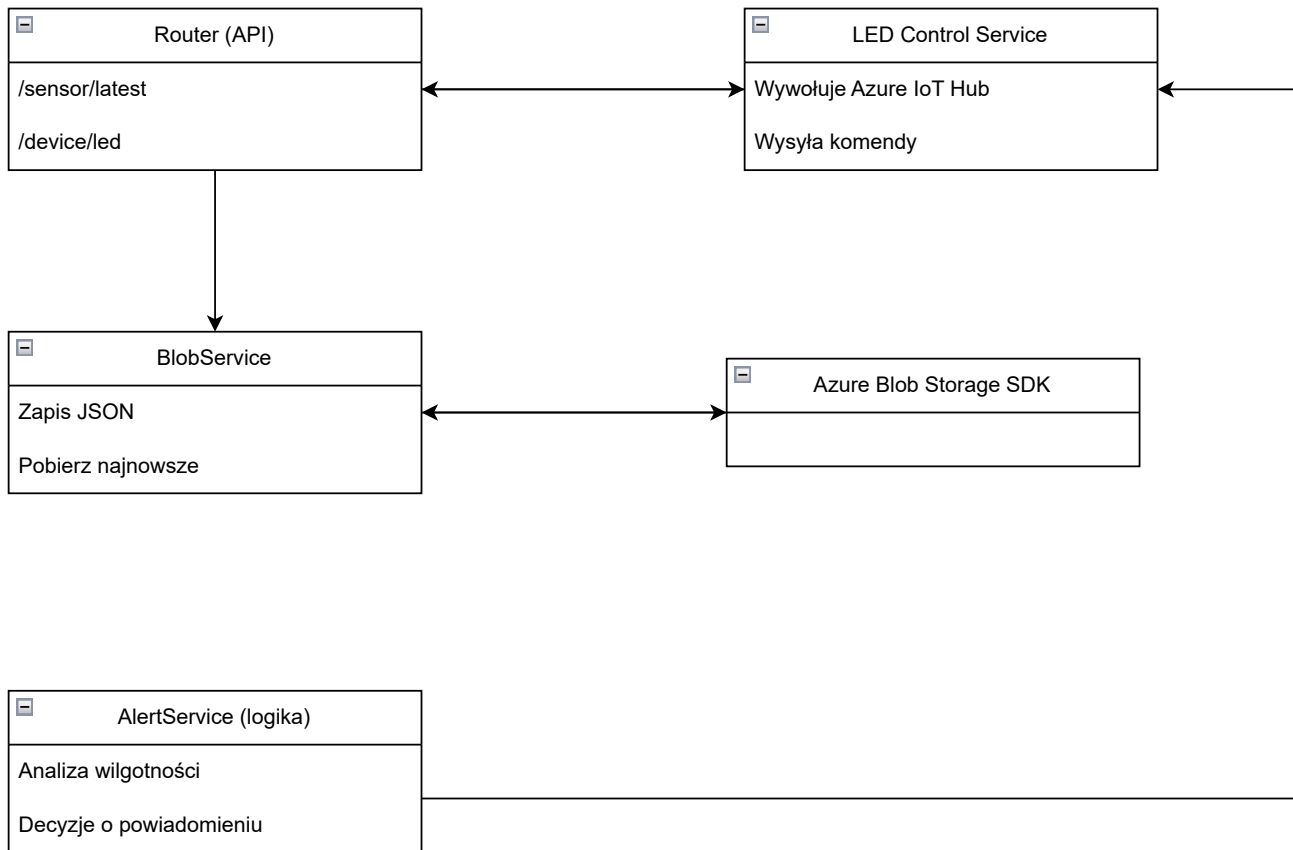 Router (API)
/sensor/latest
/device/led
LED Control Service
Wywołuje Azure IoT Hub
Wysyła komendy
BlobService
Zapis JSON
Pobierz najnowsze
Azure Blob Storage SDK
AlertService (logika)
Analiza wilgotności
Decyzje o powiadomieniu